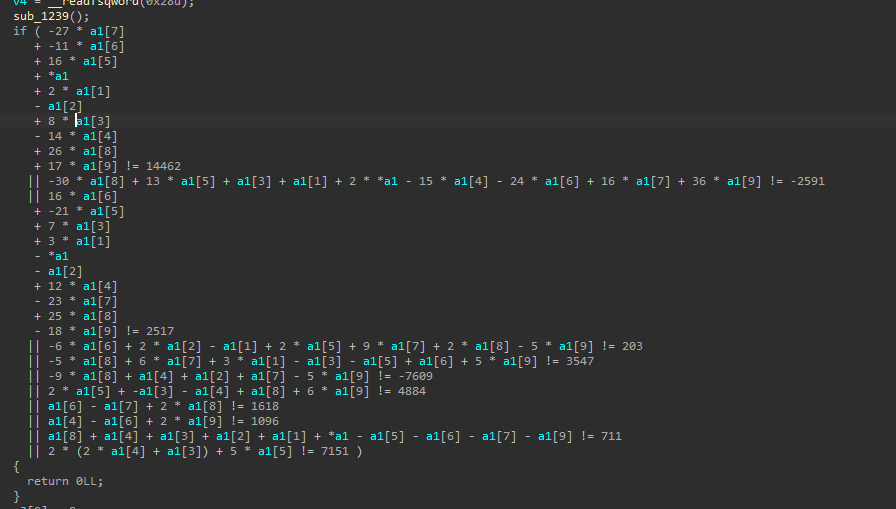 v4 = __readfsqword(0x28u);
sub_1239();
if ( -27 * a1[7]
+ -11 * a1[6]
+ 16 * a1[5]
+ *a1
+ 2 * a1[1]
- a1[2]
+ 8 * a1[3]
- 14 * a1[4]
+ 26 * a1[8]
+ 17 * a1[9] != 14462
|| -30 * a1[8] + 13 * a1[5] + a1[3] + a1[1] + 2 * *a1 - 15 * a1[4] - 24 * a1[6] + 16 * a1[7] + 36 * a1[9] != -2591
|| 16 * a1[6]
+ -21 * a1[5]
+ 7 * a1[3]
+ 3 * a1[1]
- *a1
- a1[2]
+ 12 * a1[4]
- 23 * a1[7]
+ 25 * a1[8]
- 18 * a1[9] != 2517
|| -6 * a1[6] + 2 * a1[2] - a1[1] + 2 * a1[5] + 9 * a1[7] + 2 * a1[8] - 5 * a1[9] != 203
|| -5 * a1[8] + 6 * a1[7] + 3 * a1[1] - a1[3] - a1[5] + a1[6] + 5 * a1[9] != 3547
|| -9 * a1[8] + a1[4] + a1[2] + a1[7] - 5 * a1[9] != -7609
|| 2 * a1[5] + -a1[3] - a1[4] + a1[8] + 6 * a1[9] != 4884
|| a1[6] - a1[7] + 2 * a1[8] != 1618
|| a1[4] - a1[6] + 2 * a1[9] != 1096
|| a1[8] + a1[4] + a1[3] + a1[2] + a1[1] + *a1 - a1[5] - a1[6] - a1[7] - a1[9] != 711
|| 2 * (2 * a1[4] + a1[3]) + 5 * a1[5] != 7151 )
{
return 0LL;
}